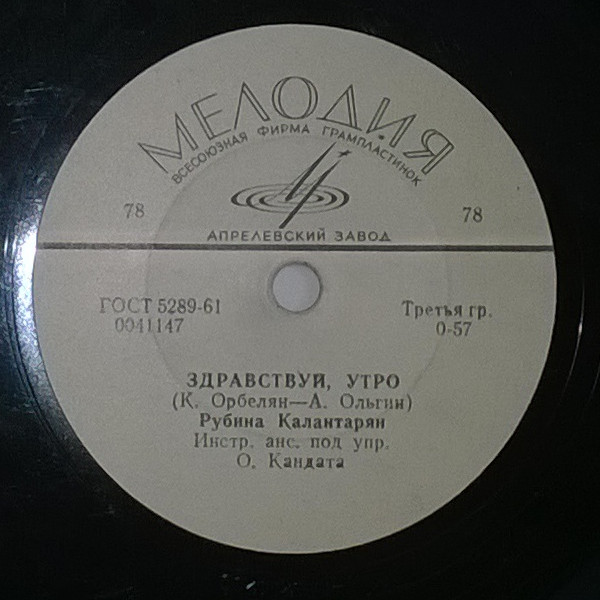 МЕЛОДИЯ
ВСЕСОЮЗНАЯ ФИРМА ГРАМПЛАСТИНОК
78 78
АПРЕЛЕВСКИЙ ЗАВОД
ГОСТ 5289-61 Третья гр.
0041147 0-57
ЗДРАВСТВУЙ, УТРО
(К. Орбелян—А. Ольгин)
Рубина Калантарян
Инстр. анс. под упр.
О. Кандата